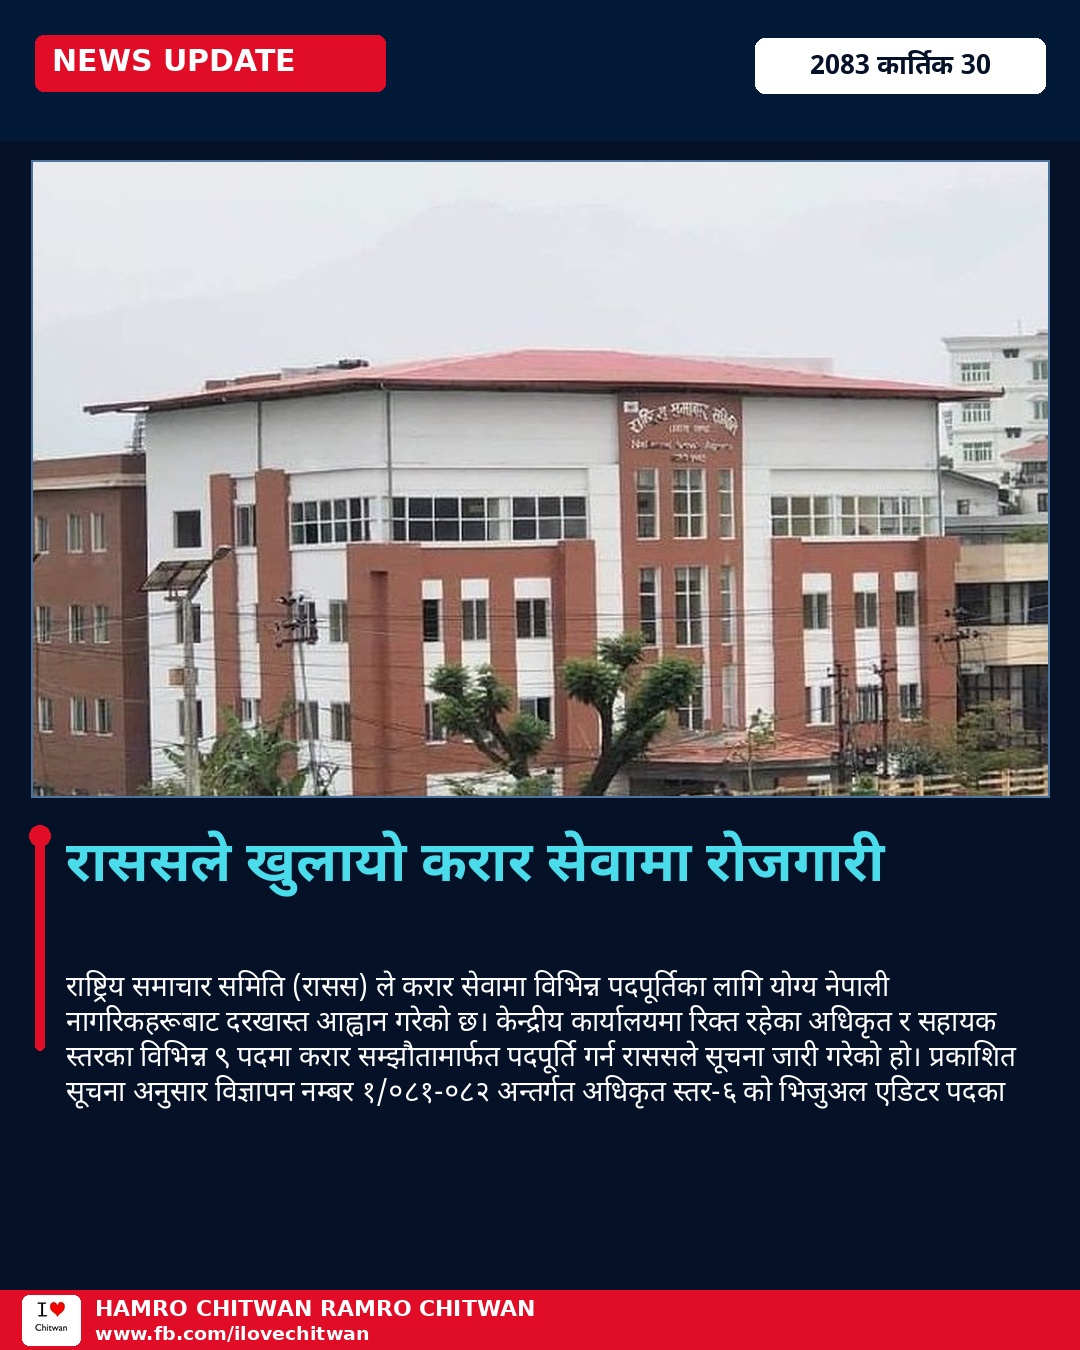 NEWS UPDATE
2083 कार्तिक 30
राष्ट्रिय समाचार समिति
राससले खुलायो करार सेवामा रोजगारी
राष्ट्रिय समाचार समिति (रासस) ले करार सेवामा विभिन्न पदपूर्तिका लागि योग्य नेपाली
नागरिकहरूबाट दरखास्त आह्वान गरेको छ। केन्द्रीय कार्यालयमा रिक्त रहेका अधिकृत र सहायक
स्तरका विभिन्न ९ पदमा करार सम्झौतामार्फत पदपूर्ति गर्न राससले सूचना जारी गरेको हो। प्रकाशित
सूचना अनुसार विज्ञापन नम्बर १/०८१-०८२ अन्तर्गत अधिकृत स्तर-६ को भिजुअल एडिटर पदका
I❤
Chitwan
HAMRO CHITWAN RAMRO CHITWAN
www.fb.com/ilovechitwan